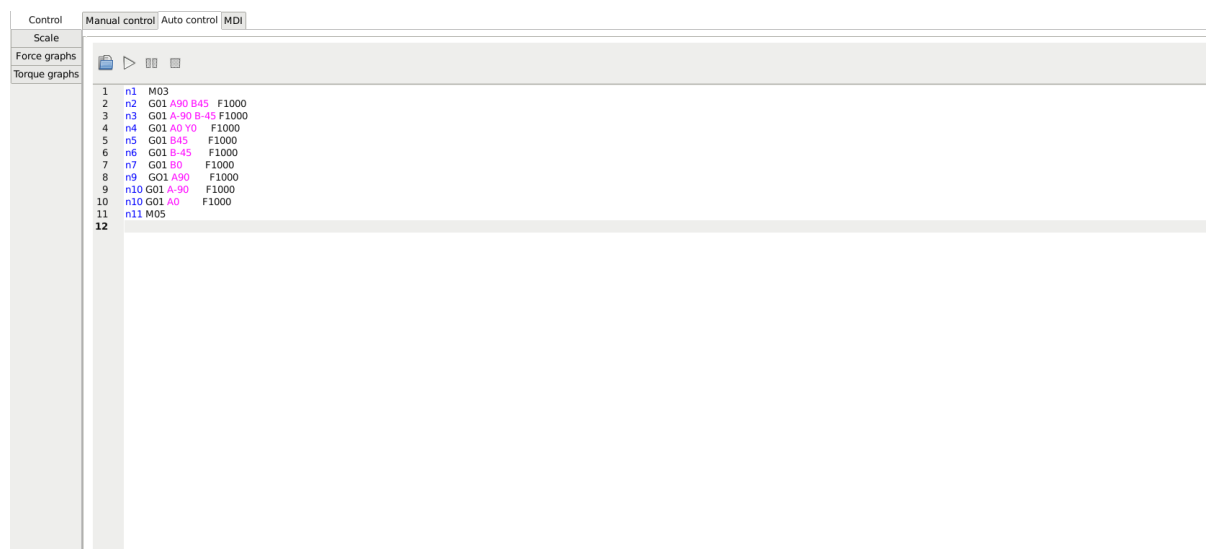 Control
Manual control Auto control MDI
Scale
Force graphs
Torque graphs
1 n1 M03
2 n2 G01 A90 B45 F1000
3 n3 G01 A-90 B-45 F1000
4 n4 G01 A0 Y0 F1000
5 n5 G01 B45 F1000
6 n6 G01 B-45 F1000
7 n7 G01 B0 F1000
8 n9 GO1 A90 F1000
9 n10 G01 A-90 F1000
10 n10 G01 A0 F1000
11 n11 M05
12